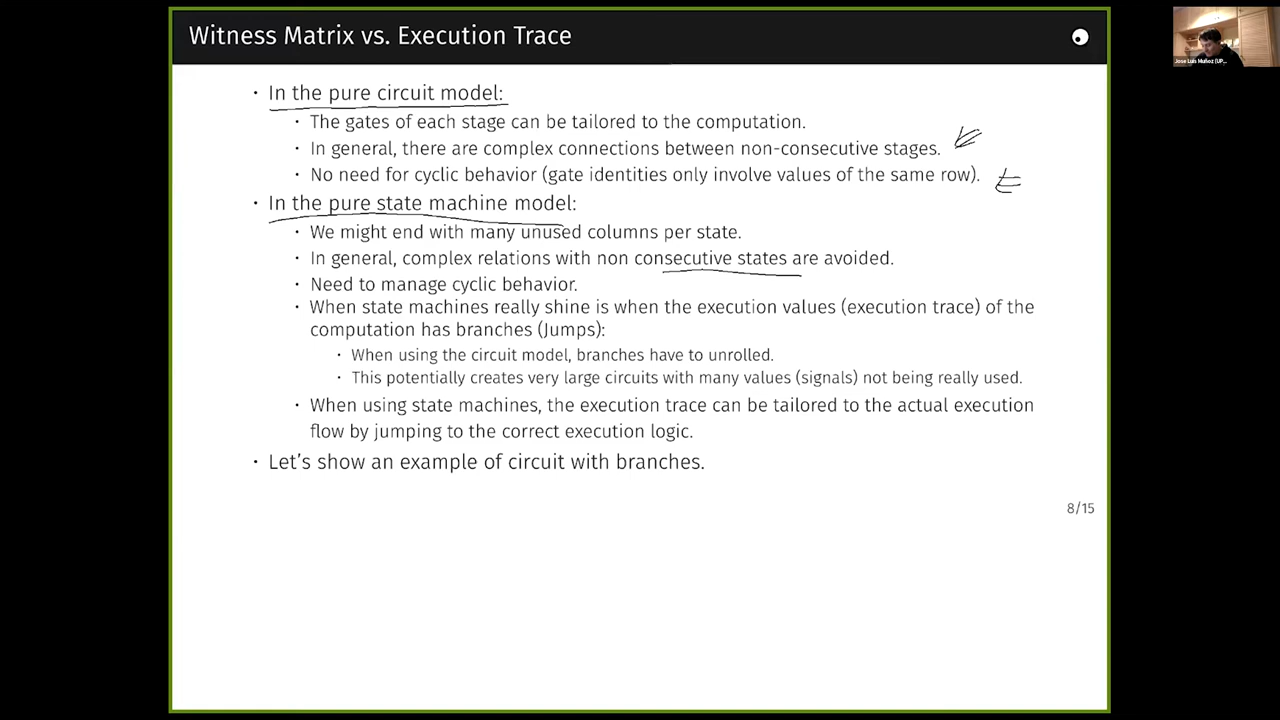 Witness Matrix vs. Execution Trace
Jose Luis Muñoz (UP...
· In the pure circuit model:
· The gates of each stage can be tailored to the computation.
· In general, there are complex connections between non-consecutive stages.
· No need for cyclic behavior (gate identities only involve values of the same row).
· In the pure state machine model:
· We might end with many unused columns per state.
· In general, complex relations with non consecutive states are avoided.
· Need to manage cyclic behavior.
· When state machines really shine is when the execution values (execution trace) of the
computation has branches (Jumps):
· When using the circuit model, branches have to unrolled.
· This potentially creates very large circuits with many values (signals) not being really used.
· When using state machines, the execution trace can be tailored to the actual execution
flow by jumping to the correct execution logic.
· Let's show an example of circuit with branches.
8/15